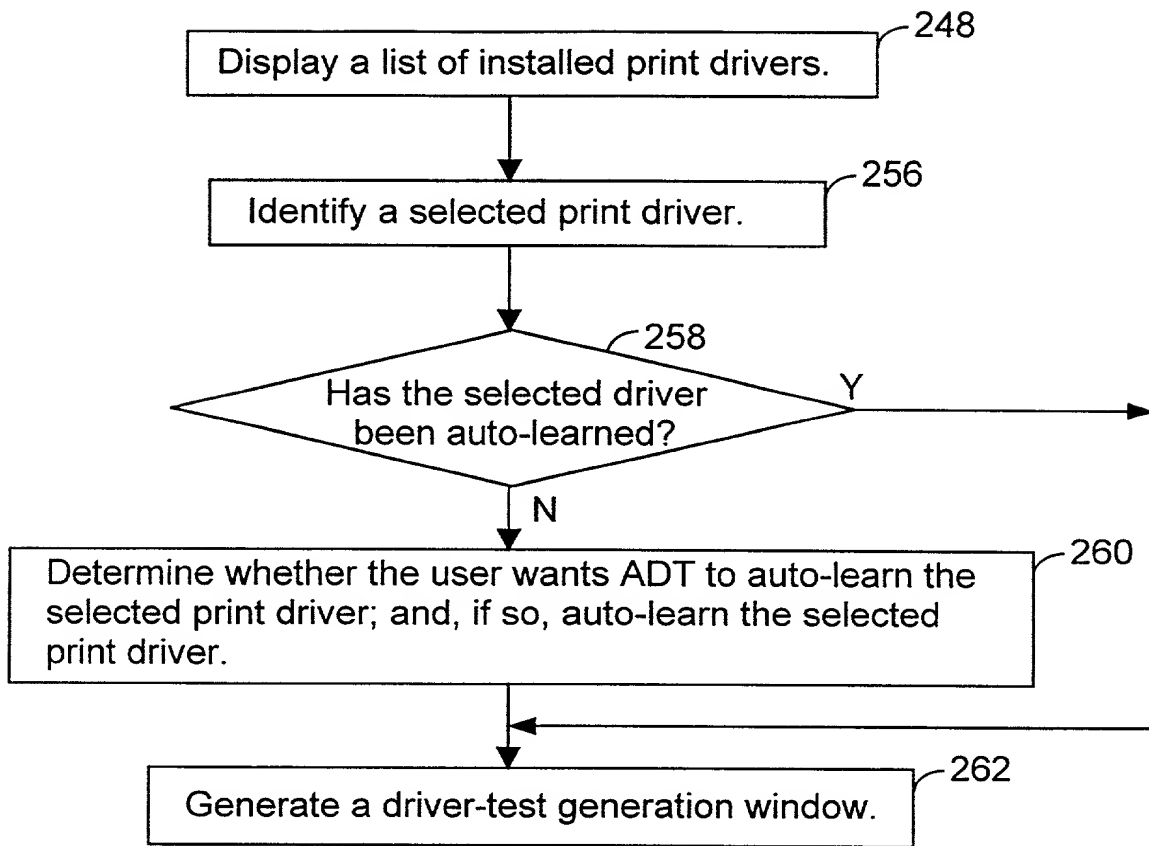 248
Display a list of installed print drivers.
256
Identify a selected print driver.
258
Has the selected driver
been auto-learned?
Y
N
260
Determine whether the user wants ADT to auto-learn the
selected print driver; and, if so, auto-learn the selected
print driver.
262
Generate a driver-test generation window.